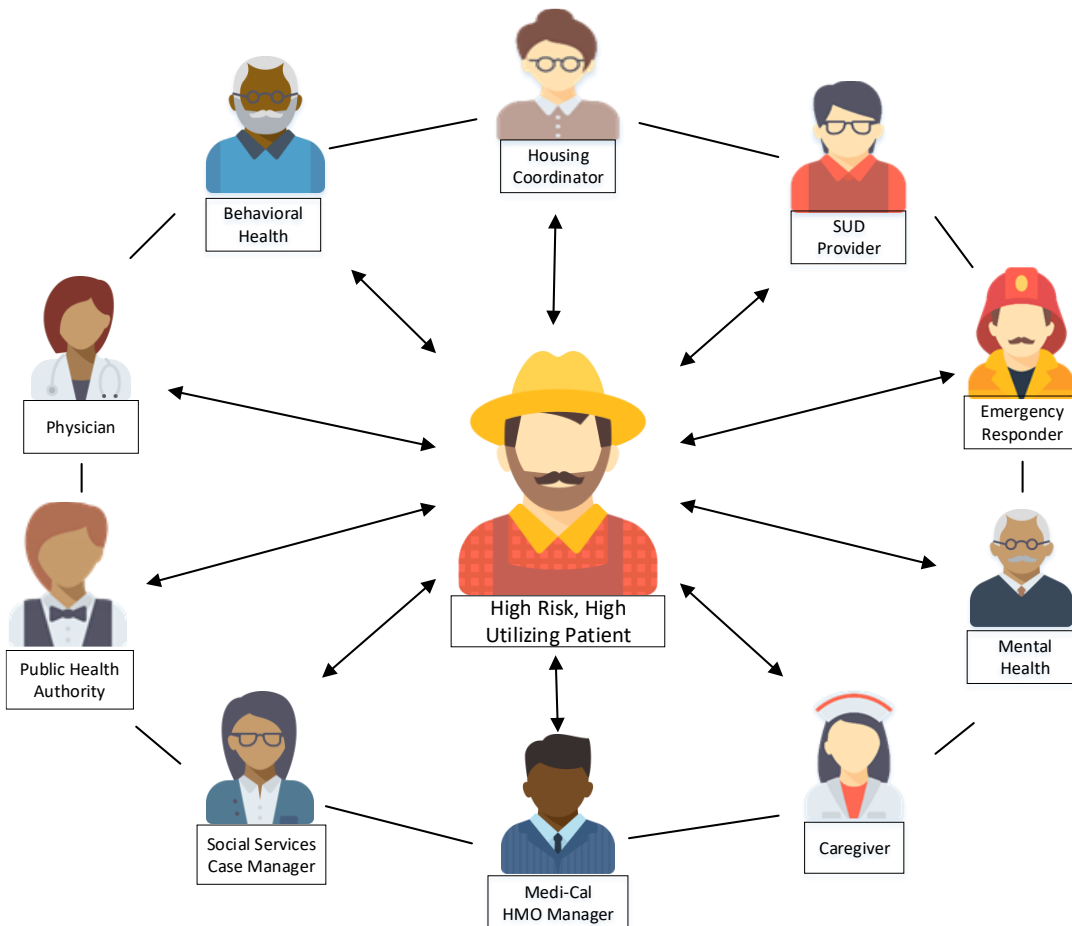 Housing
Coordinator
Behavioral
Health
SUD
Provider
Physician
Emergency
Responder
High Risk, High
Utilizing Patient
Public Health
Authority
Mental
Health
Social Services
Case Manager
Caregiver
Medi-Cal
HMO Manager